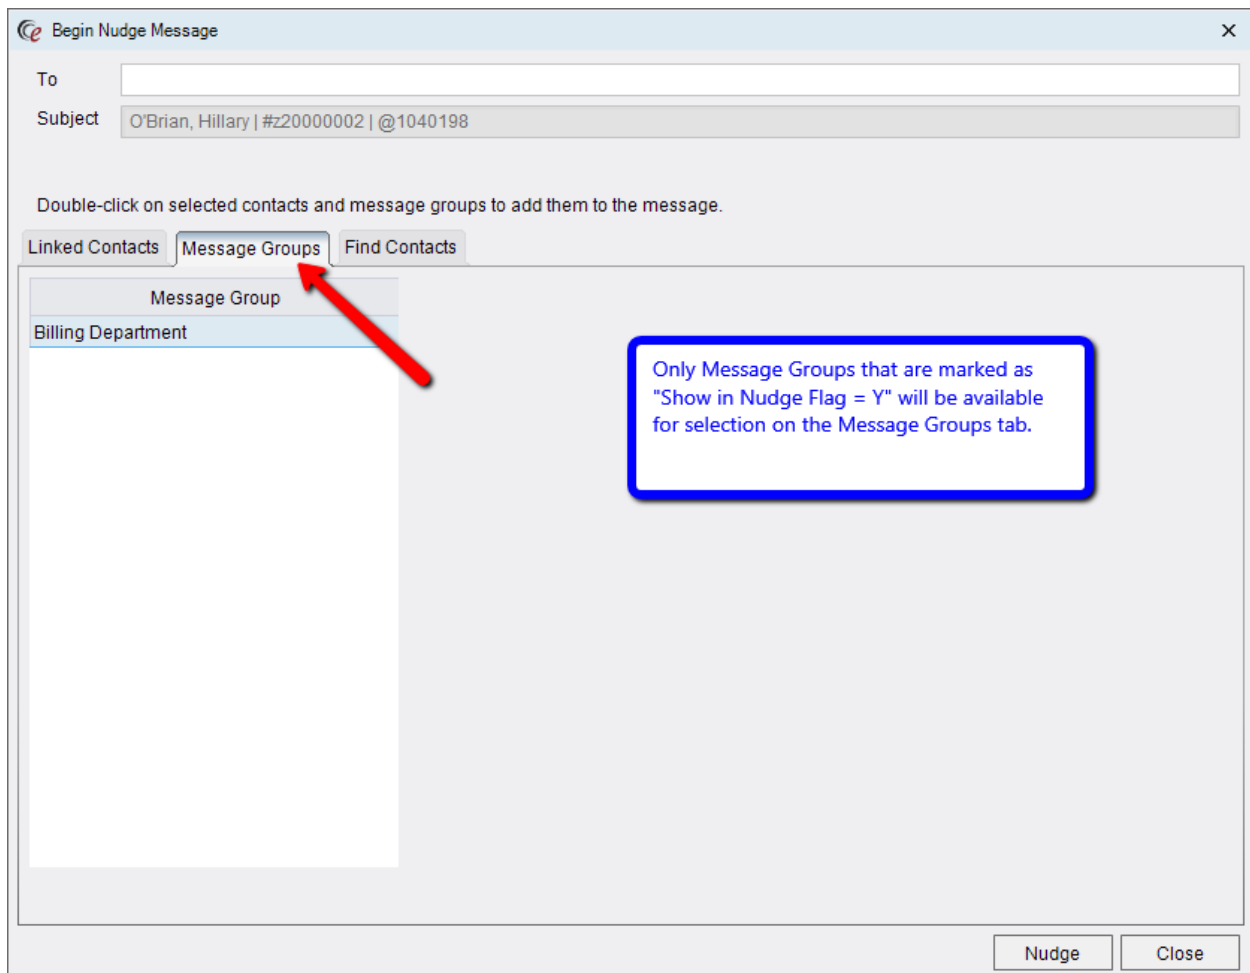 Begin Nudge Message
To
Subject O'Brian, Hillary | #z20000002 | @1040198
Double-click on selected contacts and message groups to add them to the message.
Linked Contacts Message Groups Find Contacts
Message Group
Billing Department
Only Message Groups that are marked as
"Show in Nudge Flag = Y" will be available
for selection on the Message Groups tab.
Nudge Close